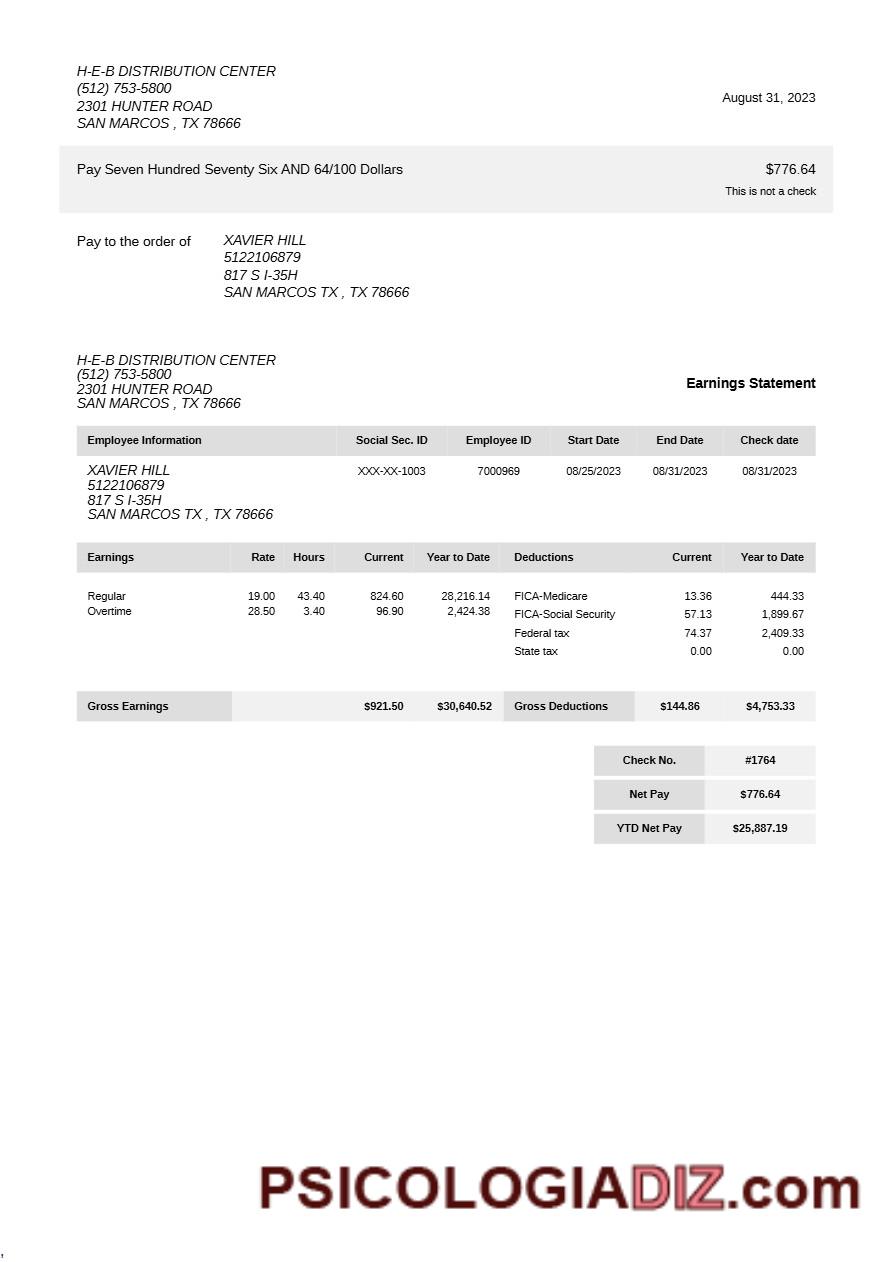 H-E-B DISTRIBUTION CENTER
(512) 753-5800
2301 HUNTER ROAD
SAN MARCOS , TX 78666
August 31, 2023
Pay Seven Hundred Seventy Six AND 64/100 Dollars $776.64
This is not a check
Pay to the order of XAVIER HILL
5122106879
817 S I-35H
SAN MARCOS TX , TX 78666
H-E-B DISTRIBUTION CENTER
(512) 753-5800
2301 HUNTER ROAD
SAN MARCOS , TX 78666
Earnings Statement
Employee Information Social Sec. ID Employee ID Start Date End Date Check date
XAVIER HILL XXX-XX-1003 7000969 08/25/2023 08/31/2023 08/31/2023
5122106879
817 S I-35H
SAN MARCOS TX , TX 78666
Earnings Rate Hours Current Year to Date Deductions Current Year to Date
Regular 19.00 43.40 824.60 28,216.14 FICA-Medicare 13.36 444.33
Overtime 28.50 3.40 96.90 2,424.38 FICA-Social Security 57.13 1,899.67
Federal tax 74.37 2,409.33
State tax 0.00 0.00
Gross Earnings $921.50 $30,640.52 Gross Deductions $144.86 $4,753.33
Check No. #1764
Net Pay $776.64
YTD Net Pay $25,887.19
PSICOLOGIADIZ.com
,